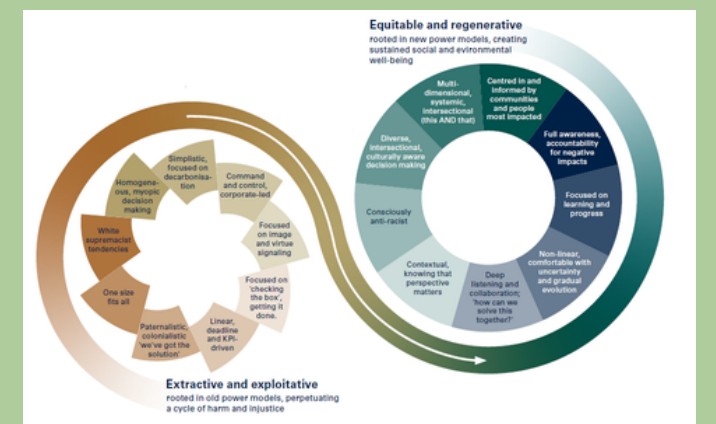 Equitable and regenerative
rooted in new power models, creating
sustained social and evironmental
well-being
Centred in and
informed by
communities
and people
most impacted
Full awareness,
accountability
for negative
impacts
Focused on
learning and
progress
Non-linear,
comfortable with
uncertainty
and gradual
evolution
Deep
listening and
collaboration;
'how can we
solve this
together?'
Contextual,
knowing that
perspective
matters
Consciously
anti-racist
Diverse,
intersectional,
culturally aware
decision making
Multi-
dimensional,
systemic,
intersectional
(this AND that)
Simplistic,
focused on
decarbonisa-
tion
Command
and control,
corporate-led
Focused
on image
and virtue
signaling
Focused on
'checking
the box',
getting it
done.
Linear,
deadline
and KPI-
driven
Paternalistic,
colonialistic
'we've got the
solution'.
One size
fits all
White
supremacist
tendencies
Homogene-
ous, myopic
decision
making
Extractive and exploitative
rooted in old power models, perpetuating
a cycle of harm and injustice